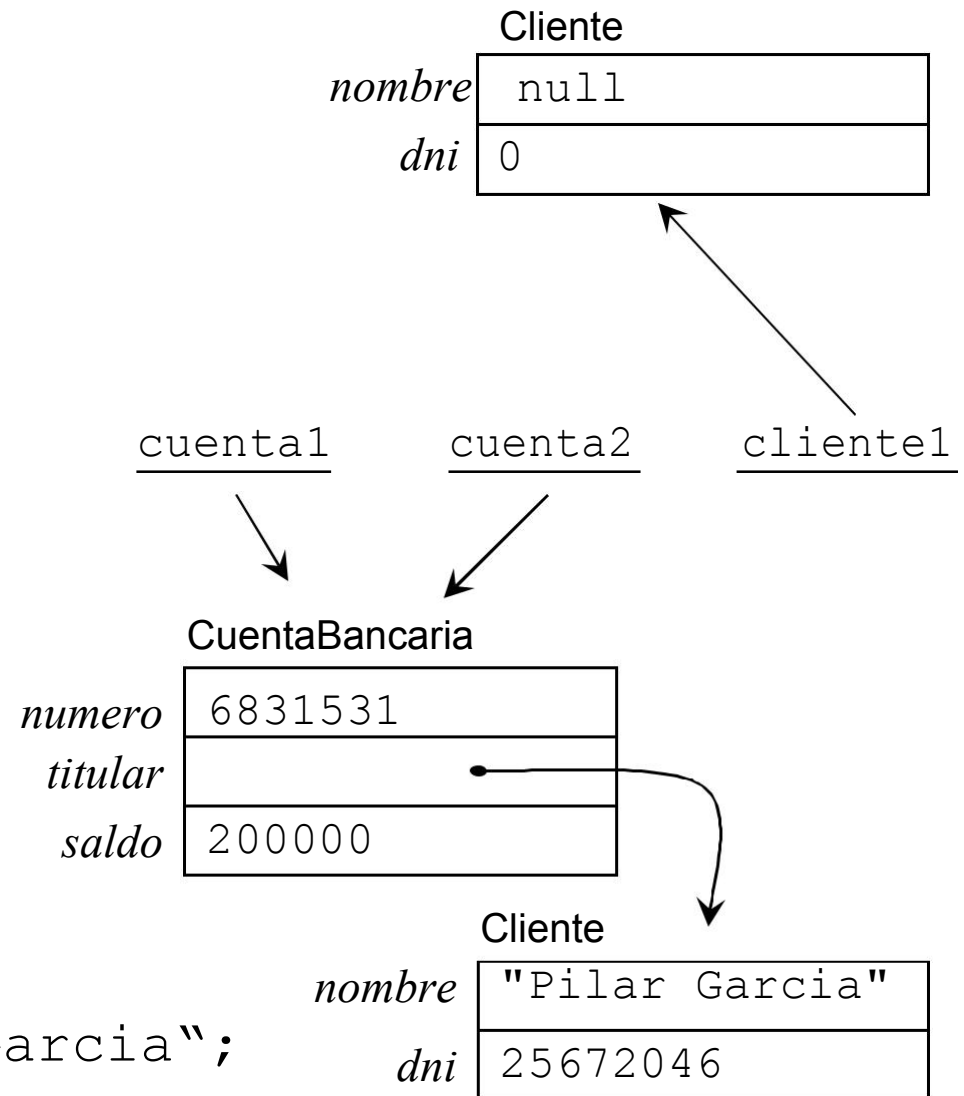 Cliente
nombre null
dni 0
cuenta1 cuenta2 cliente1
CuentaBancaria
numero 6831531
titular
saldo 200000
Cliente
nombre "Pilar Garcia"
arcia“;
dni 25672046